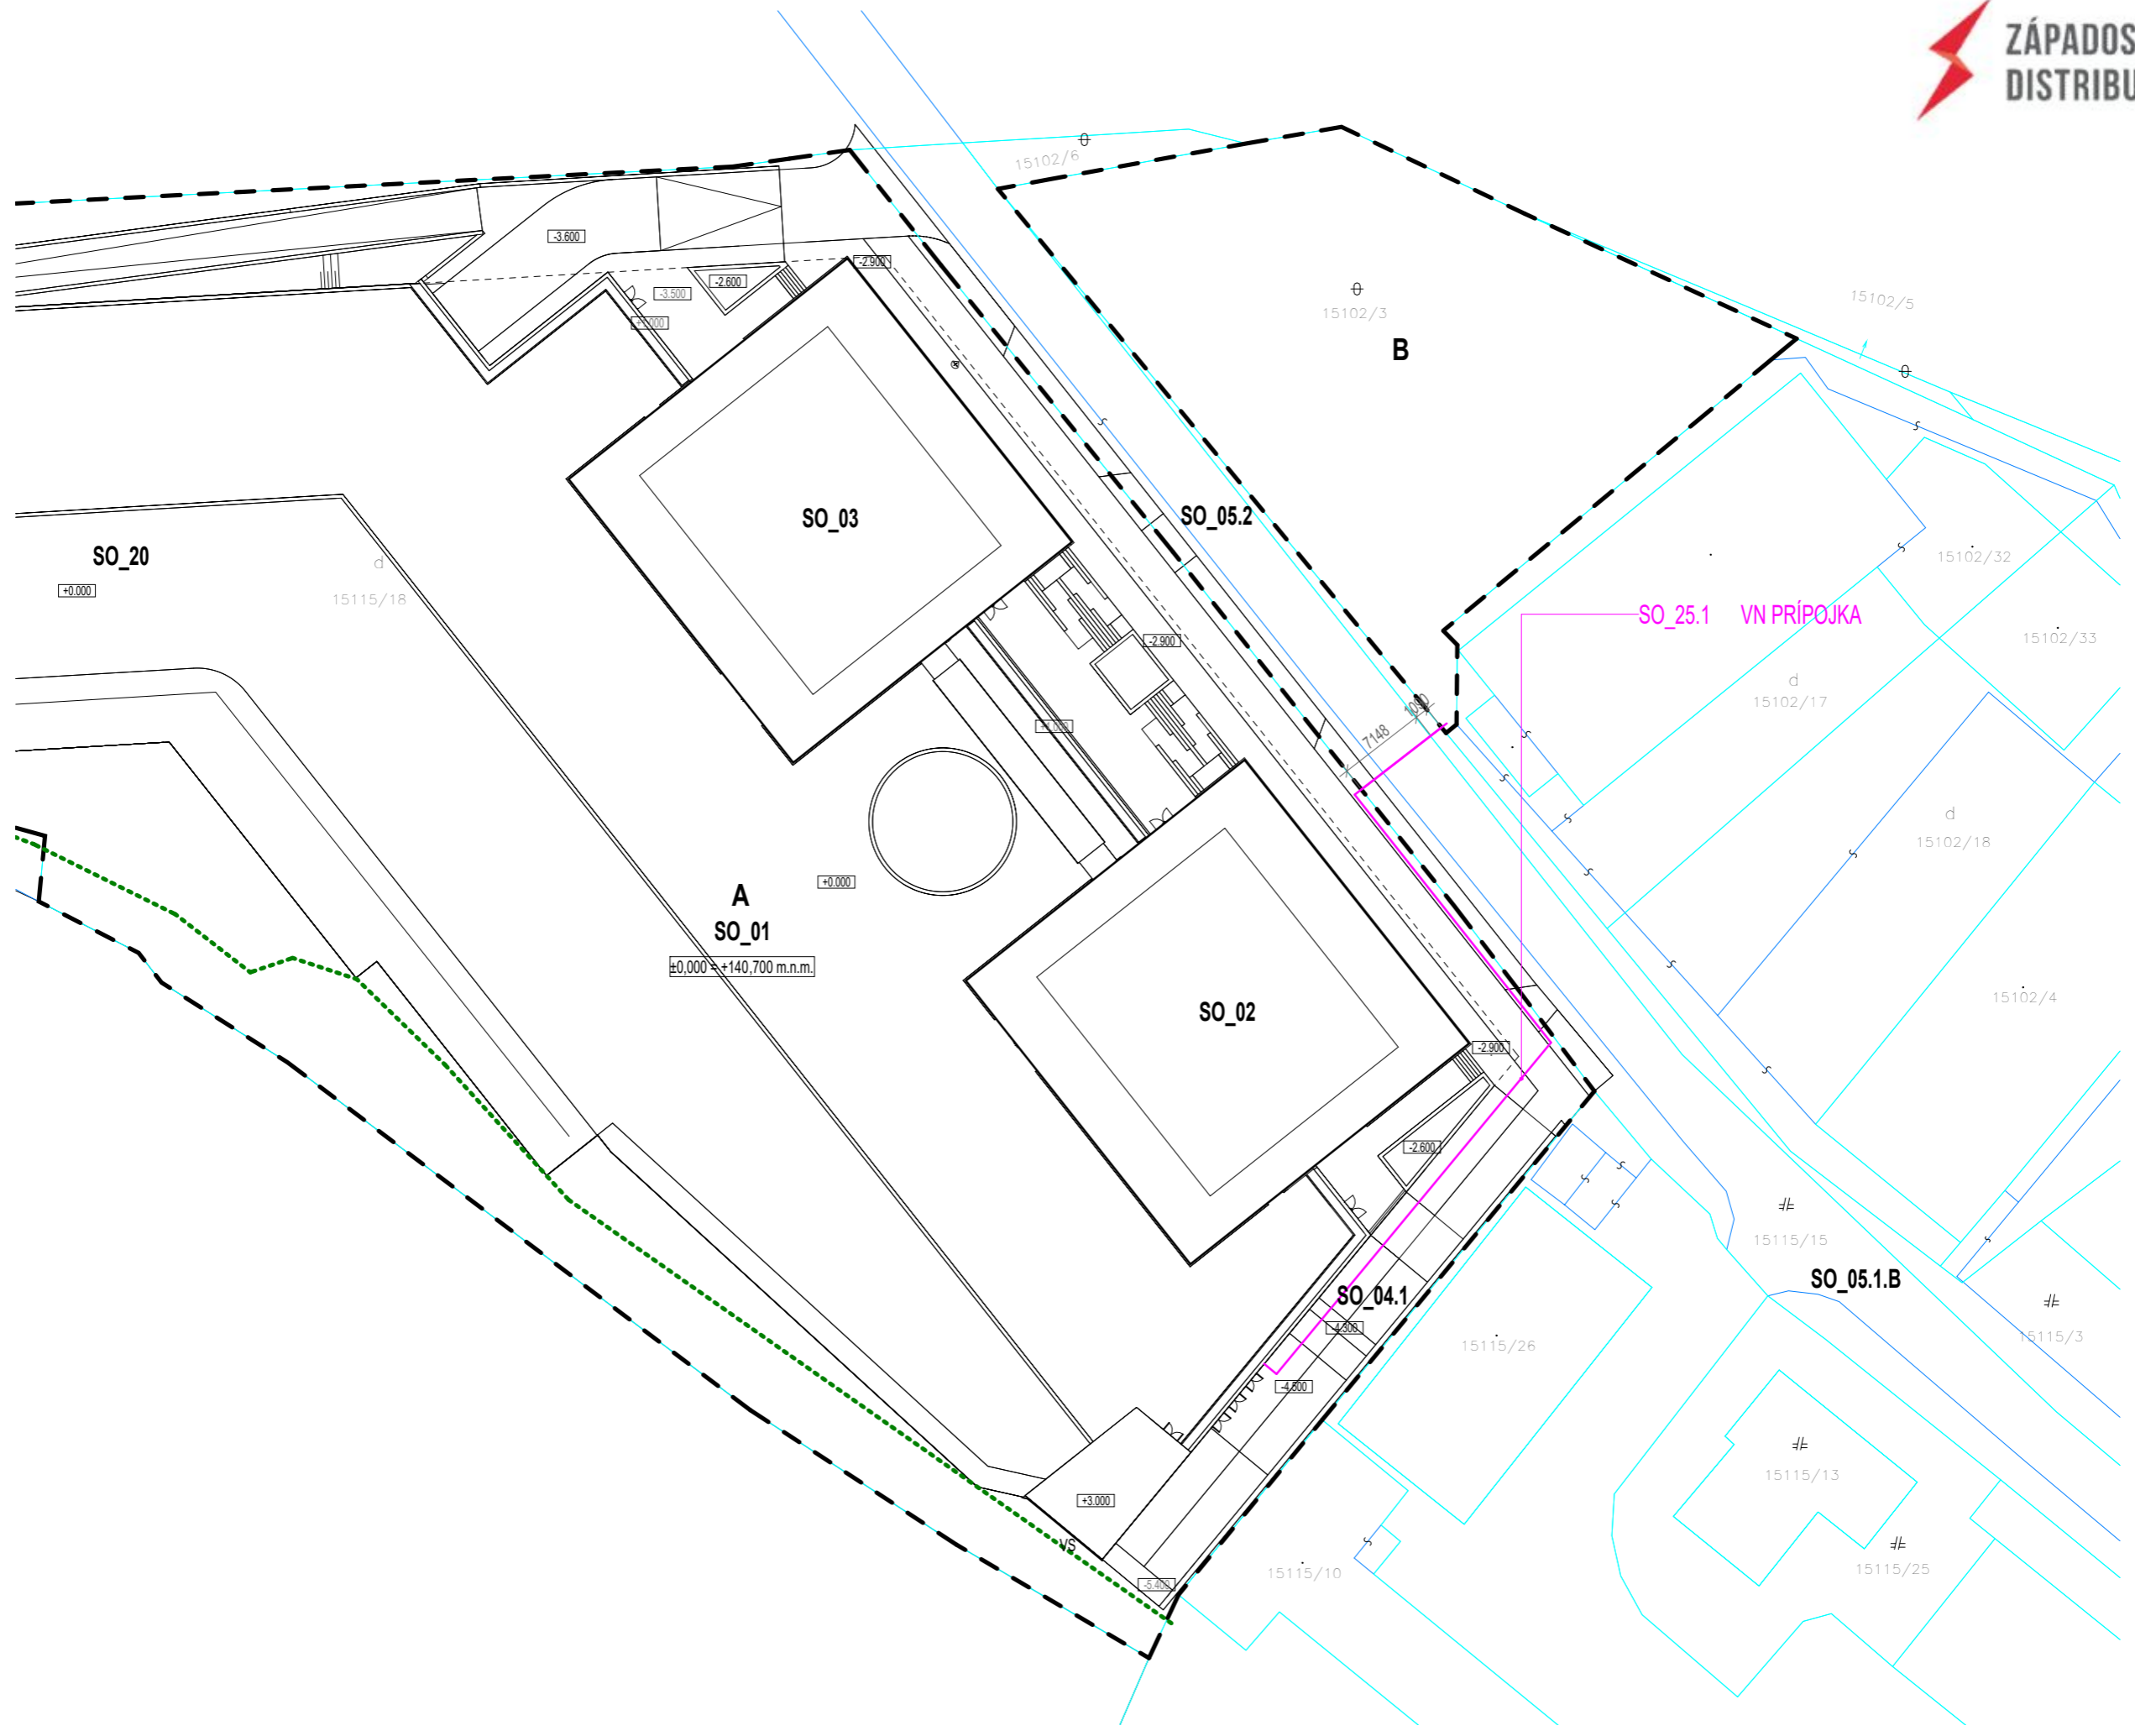 ZÁPADOS
DISTRIBU
15102/6
-3.600
-2.900
-2.600
-3.500
15102/3
B
15102/5
SO_03
SO_05.2
SO_20
+0.000
d
15115/18
15102/32
SO_25.1 VN PRÍPOJKA
15102/33
-2.900
d
15102/17
7148
d
15102/18
A
+0.000
SO_01
±0,000 = +140,700 m.n.m.
15102/4
SO_02
-2.900
-2.600
15115/15
SO_05.1.B
SO_04.1
-4.300
15115/26
15115/3
-4.500
15115/13
+3.000
VS
15115/10
15115/25
-5.400